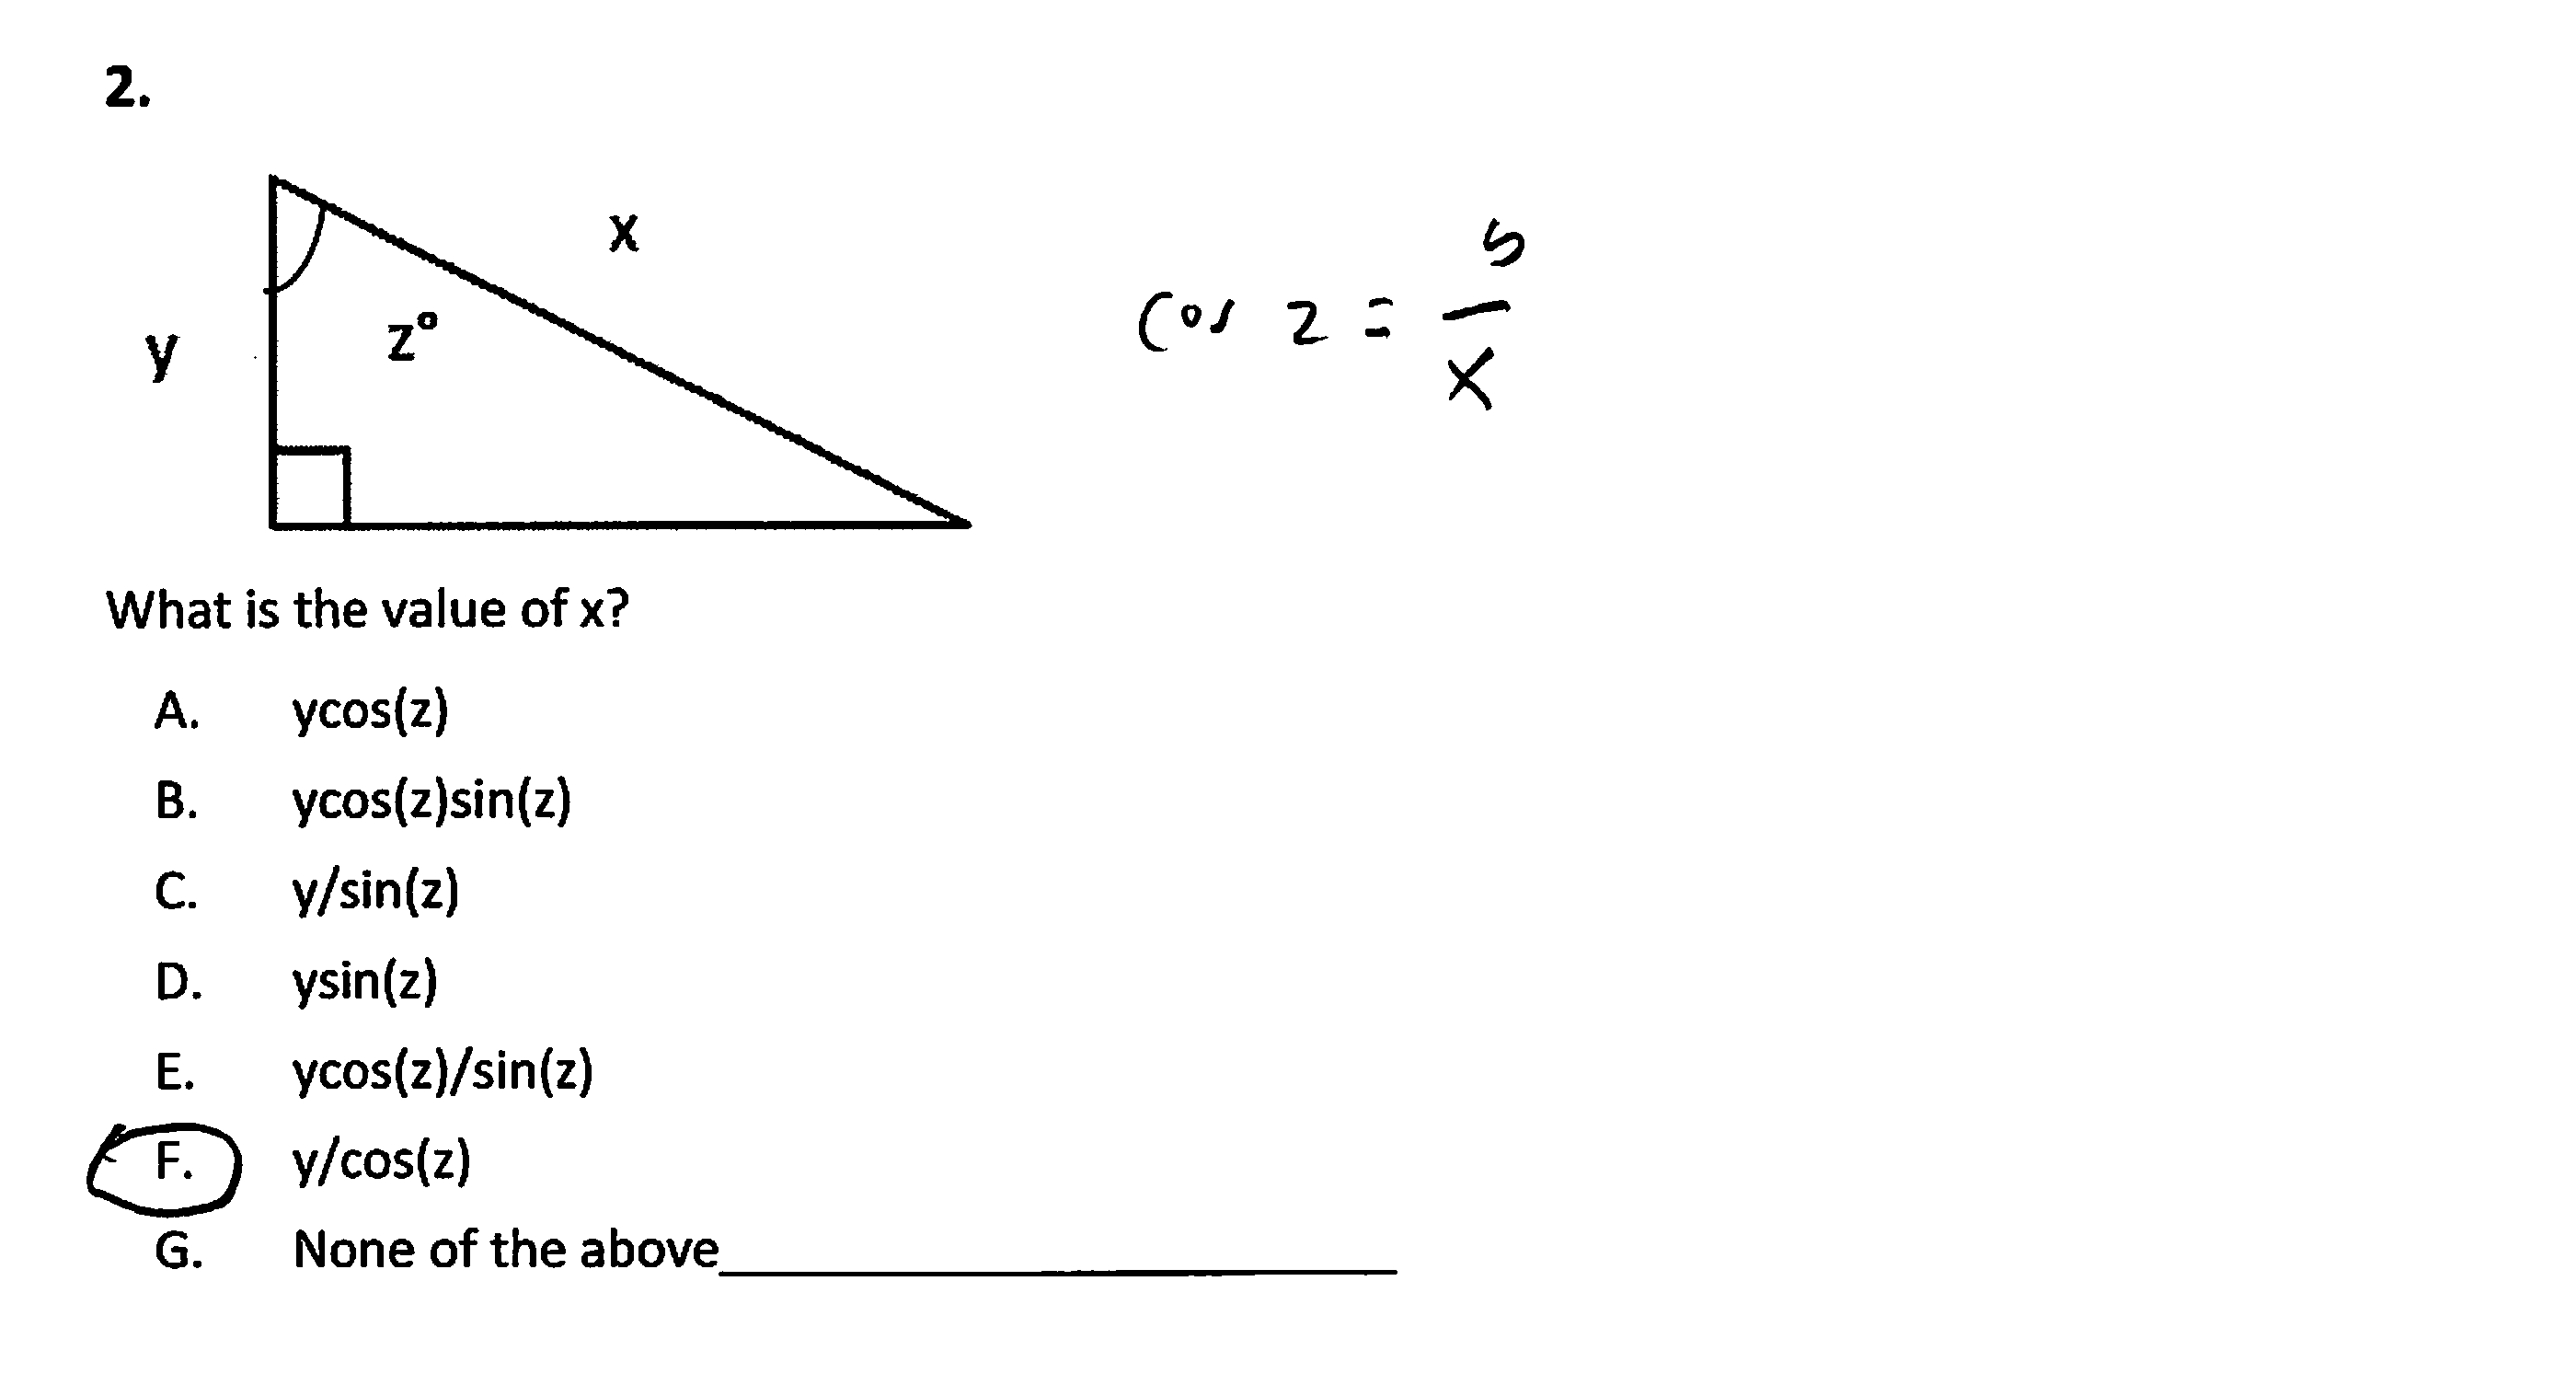 2.
x
y
z°
cos z = 5/x
What is the value of x?
A. ycos(z)
B. ycos(z)sin(z)
C. y/sin(z)
D. ysin(z)
E. ycos(z)/sin(z)
F. y/cos(z)
G. None of the above